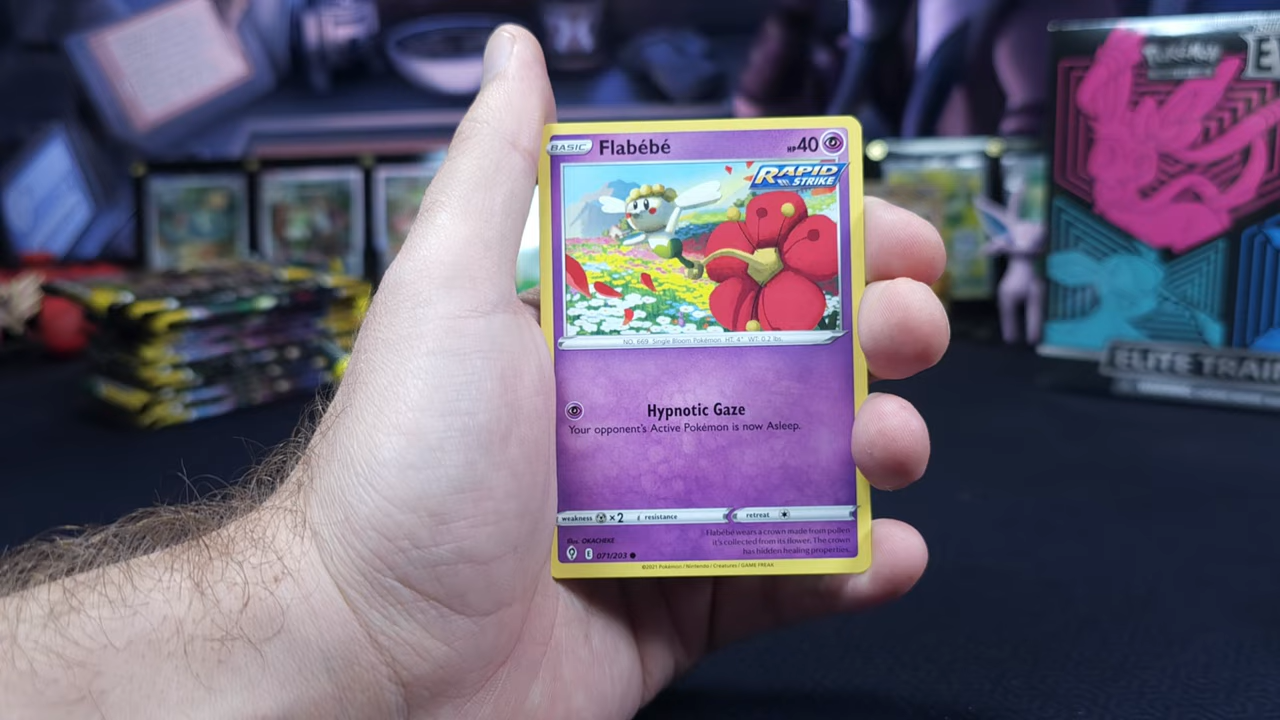 BASIC Flabébé HP40
RAPID
STRIKE
NO. 669 Single Bloom Pokémon HT: 4" WT: 0.2 lbs.
Hypnotic Gaze
Your opponent's Active Pokémon is now Asleep.
weakness ×2 resistance retreat
Illus. OKACHEKE
Flabébé wears a crown made from pollen
it's collected from its flower. The crown
has hidden healing properties.
E 071/203
©2021 Pokémon / Nintendo / Creatures / GAME FREAK
Pokémon
E
ELITE TRAI